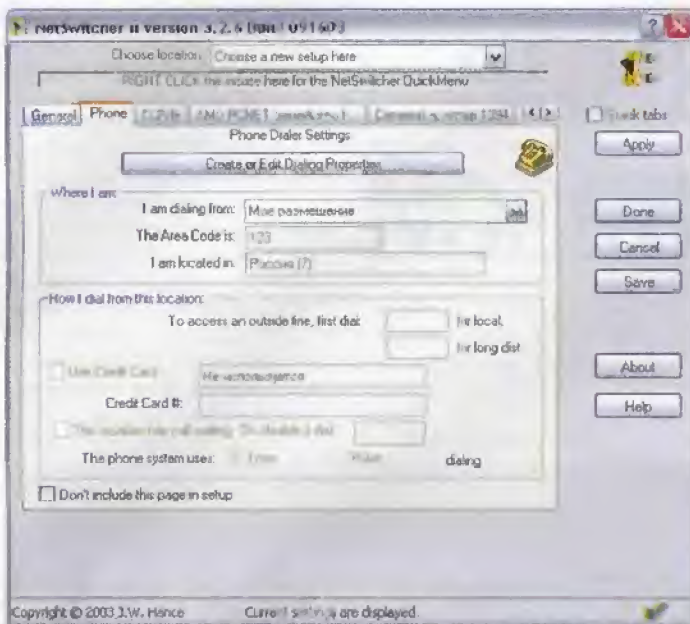 NetSwitcher II version 3.2.6 091603
Choose location: Choose a new setup here
RIGHT CLICK the mouse here for the NetSwitcher QuickMenu
General Phone
Stack tabs
Phone Dialer Settings
Apply
Create or Edit Dialing Properties
Where I am:
I am dialing from: Мое размещение
Done
The Area Code is: 123
Cancel
I am located in: Россия (7)
Save
How I dial from this location:
To access an outside line, first dial: for local,
for long dist
Use Credit Card Не используется
About
Credit Card #:
Help
The phone system uses: Tone Pulse dialing
Don't include this page in setup
Copyright © 2003 J.W. Hance Current settings are displayed.